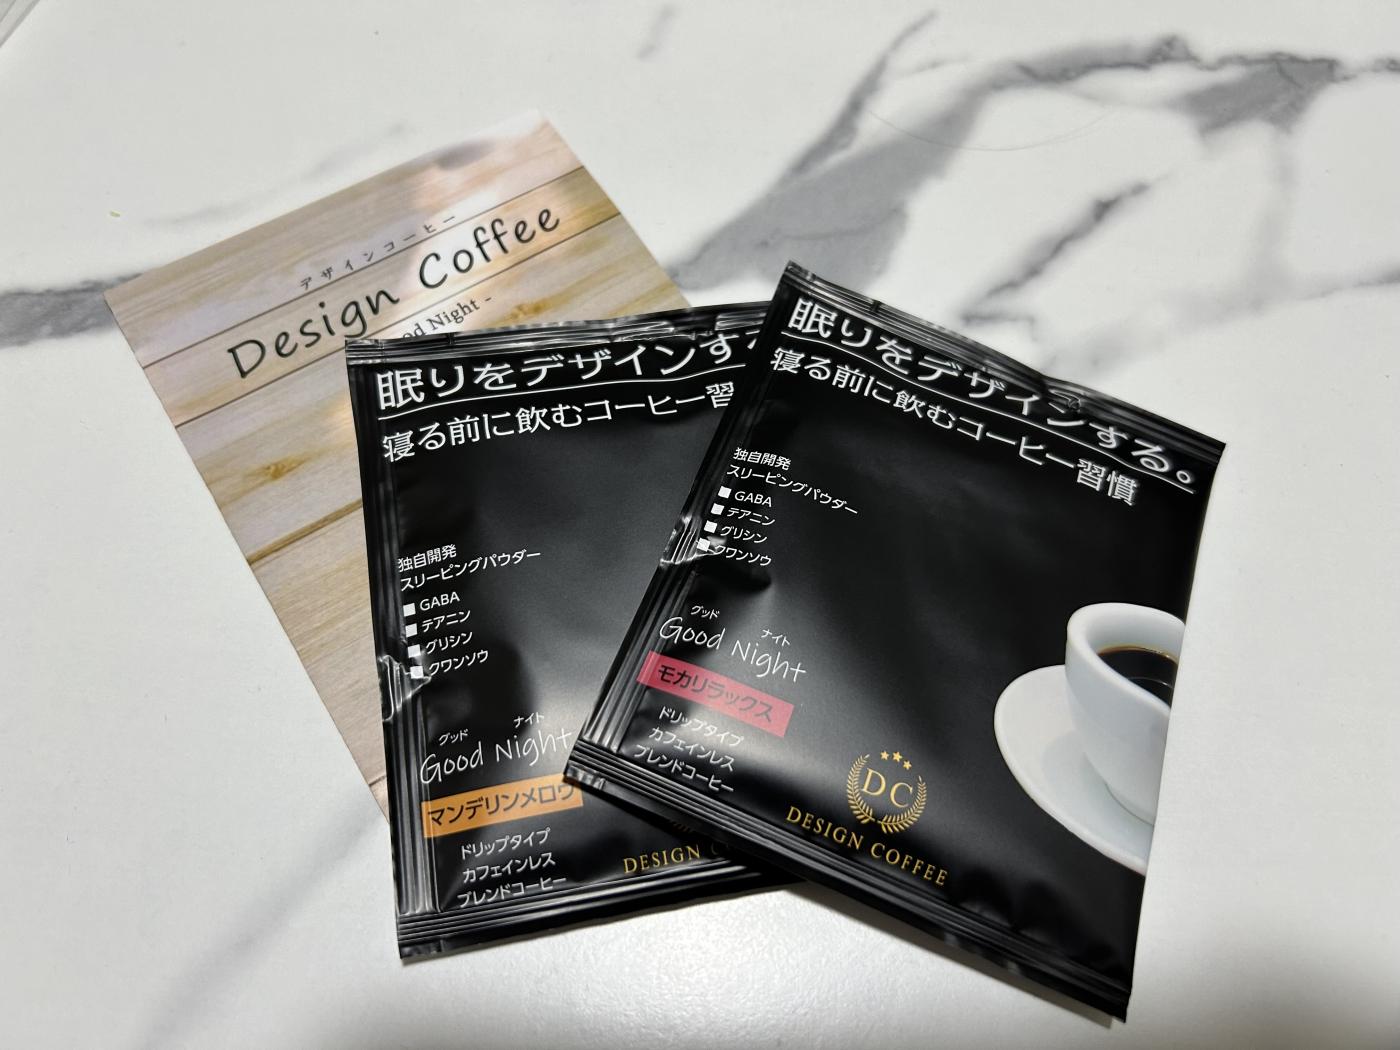 デザインコーヒー
Design Coffee
Night -
眠りをデザインす
寝る前に飲むコーヒー習
独自開発
スリーピングパウダー
GABA
テアニン
グリシン
クワンソウ
グッド ナイト
Good Night
マンデリンメロウ
ドリップタイプ
カフェインレス
ブレンドコーヒー
DESIGN
眠りをデザインする。
寝る前に飲むコーヒー習慣
独自開発
スリーピングパウダー
GABA
テアニン
グリシン
クワンソウ
グッド ナイト
Good Night
モカリラックス
ドリップタイプ
カフェインレス
ブレンドコーヒー
DC
DESIGN COFFEE